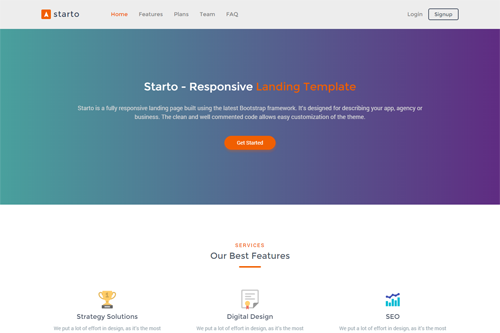 starto
Home Features Plans Team FAQ
Login Signup
Starto - Responsive Landing Template
Starto is a fully responsive landing page built using the latest Bootstrap framework. It's designed for describing your app, agency or
business. The clean and well commented code allows easy customization of the theme.
Get Started
SERVICES
Our Best Features
Strategy Solutions Digital Design SEO
We put a lot of effort in design, as it's the most We put a lot of effort in design, as it's the most We put a lot of effort in design, as it's the most